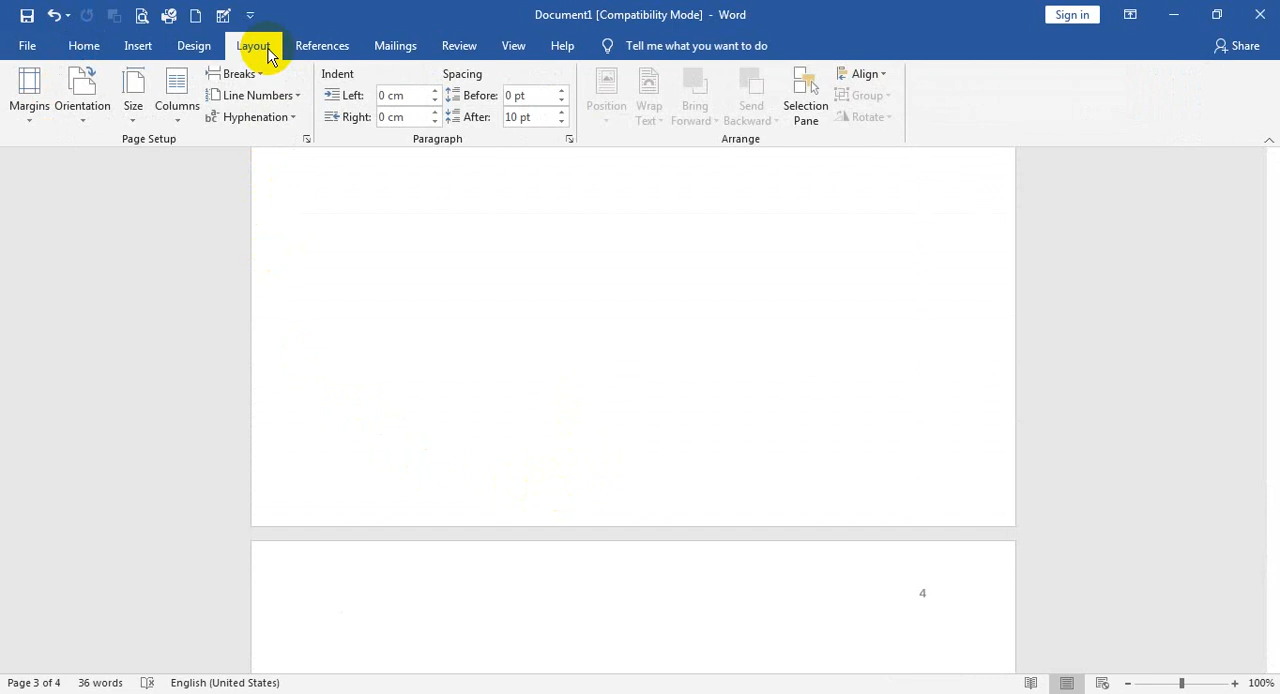 Document1 [Compatibility Mode] - Word
Sign in
File Home Insert Design Layout References Mailings Review View Help Tell me what you want to do Share
Margins Orientation Size Columns
Breaks
Line Numbers
Hyphenation
Page Setup
Indent
Left: 0 cm
Right: 0 cm
Spacing
Before: 0 pt
After: 10 pt
Paragraph
Position
Wrap Text
Bring Forward
Send Backward
Selection Pane
Align
Group
Rotate
Arrange
4
Page 3 of 4 36 words English (United States) 100%